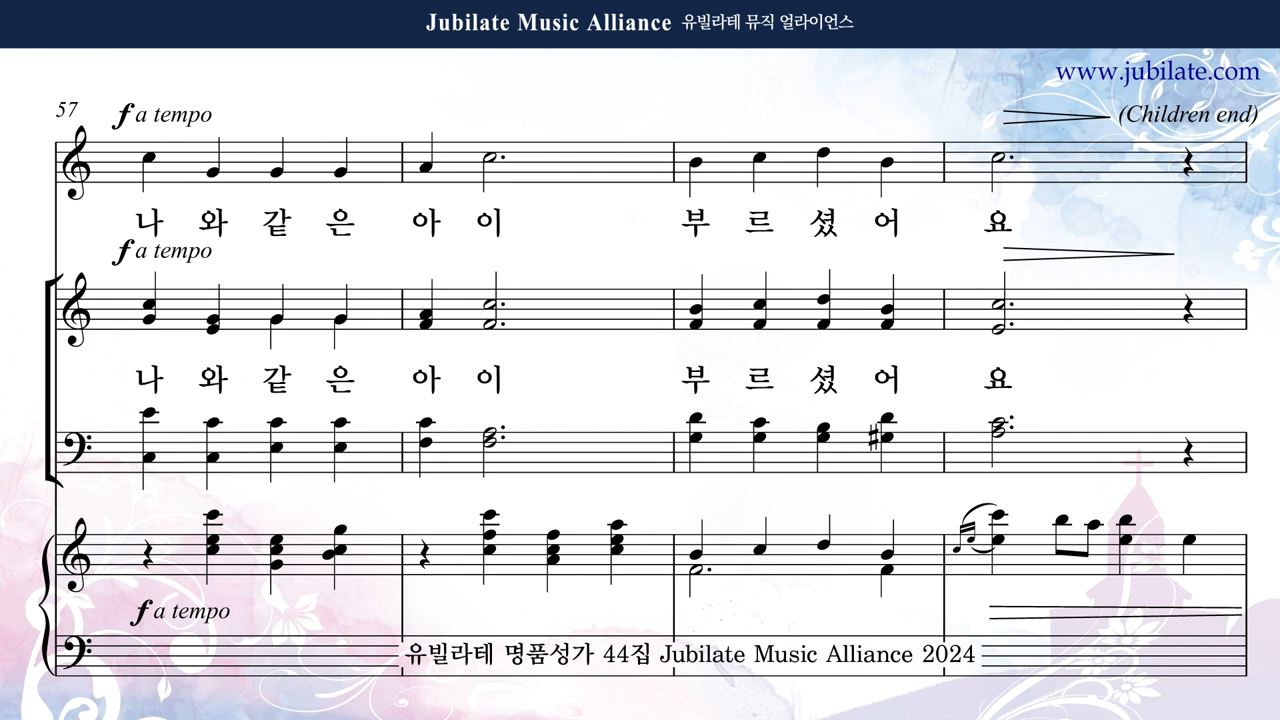 Jubilate Music Alliance 유빌라테 뮤직 얼라이언스
www.jubilate.com
57
f a tempo
(Children end)
나 와 같 은 아 이 부 르 셨 어 요
f a tempo
나 와 같 은 아 이 부 르 셨 어 요
f a tempo
유빌라테 명품성가 44집 Jubilate Music Alliance 2024